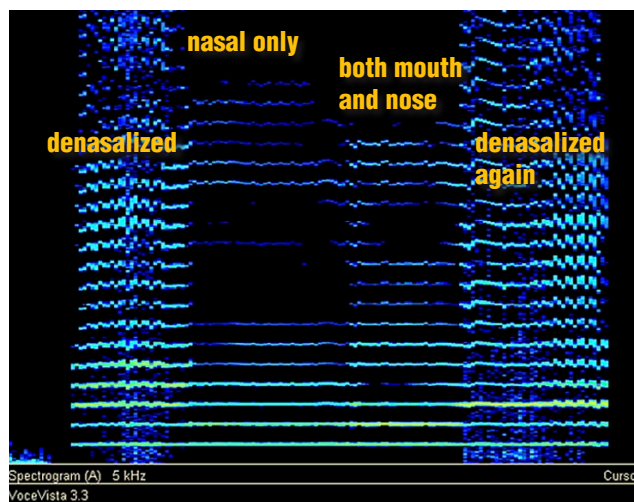 nasal only
both mouth
and nose
denasalized
denasalized
again
Spectrogram (A) 5 kHz Curso
VoceVista 3.3